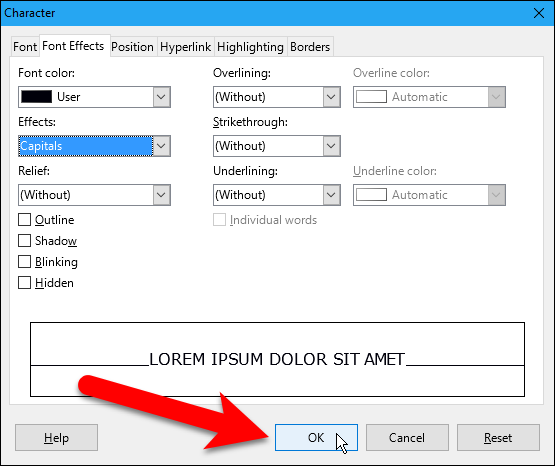 Character
Font Font Effects Position Hyperlink Highlighting Borders
Font color: Overlining: Overline color:
User (Without) Automatic
Effects: Strikethrough:
Capitals (Without)
Relief: Underlining: Underline color:
(Without) (Without) Automatic
Outline Individual words
Shadow
Blinking
Hidden
LOREM IPSUM DOLOR SIT AMET
Help OK Cancel Reset